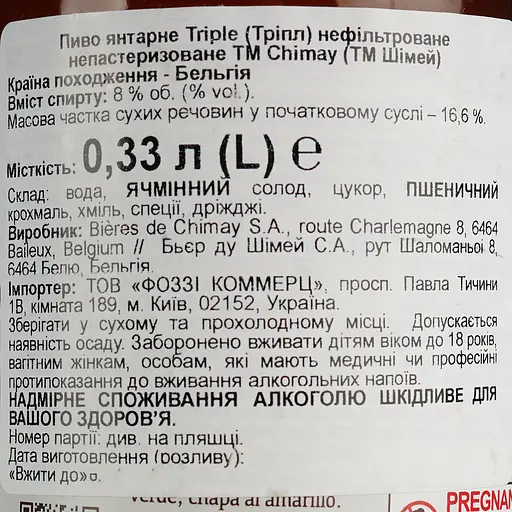 Пиво янтарне Triple (Тріпл) нефільтроване
непастеризоване ТМ Chimay (ТМ Шімей)
Країна походження - Бельгія
Вміст спирту: 8 % об. (% vol.).
Масова частка сухих речовин у початковому суслі – 16,6 %.
Місткість: 0,33 л (L) ℮
Склад: вода, ЯЧМІННИЙ солод, цукор, ПШЕНИЧНИЙ
крохмаль, хміль, спеції, дріжджі.
Виробник: Bières de Chimay S.A., route Charlemagne 8, 6464
Baileux, Belgium // Бьєр ду Шімей С.А., рут Шаломаньої 8,
6464 Белю, Бельгія.
Імпортер: ТОВ «ФОЗЗІ КОММЕРЦ», просп. Павла Тичини
1В, кімната 189, м. Київ, 02152, Україна.
Зберігати у сухому та прохолодному місці. Допускається
наявність осаду. Заборонено вживати дітям віком до 18 років,
вагітним жінкам, особам, які мають медичні чи професійні
протипоказання до вживання алкогольних напоїв.
НАДМІРНЕ СПОЖИВАННЯ АЛКОГОЛЮ ШКІДЛИВЕ ДЛЯ
ВАШОГО ЗДОРОВ'Я.
Номер партії: див. на пляшці.
Дата виготовлення (розливу):
«Вжити до»
verde, chapa al amarillo.
PREGNAN